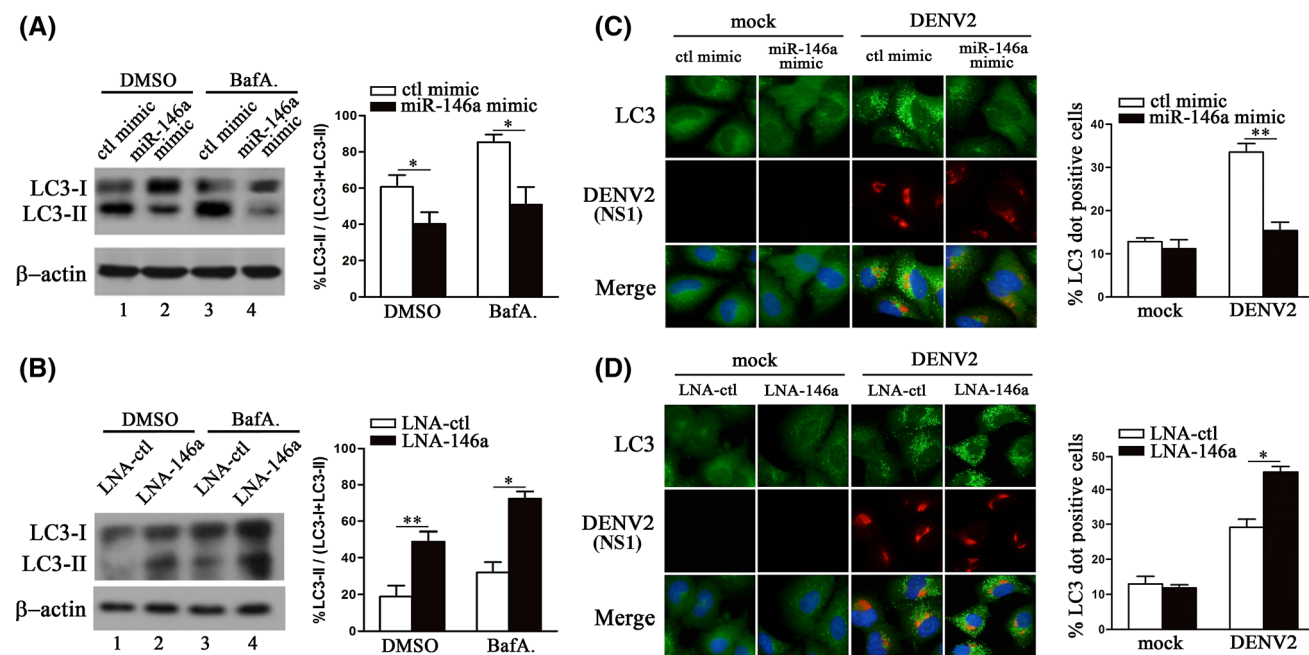 (A)
DMSO BafA.
ctl mimic miR-146a mimic ctl mimic miR-146a mimic
LC3-I
LC3-II
β-actin
1 2 3 4
ctl mimic
miR-146a mimic
%LC3-II / (LC3-I+LC3-II)
100
80
60
40
20
0
*
*
DMSO BafA.
(B)
DMSO BafA.
LNA-ctl LNA-146a LNA-ctl LNA-146a
LC3-I
LC3-II
β-actin
1 2 3 4
LNA-ctl
LNA-146a
%LC3-II / (LC3-I+LC3-II)
100
80
60
40
20
0
**
*
DMSO BafA.
(C)
mock DENV2
ctl mimic miR-146a mimic ctl mimic miR-146a mimic
LC3
DENV2
(NS1)
Merge
ctl mimic
miR-146a mimic
% LC3 dot positive cells
40
30
20
10
0
**
mock DENV2
(D)
mock DENV2
LNA-ctl LNA-146a LNA-ctl LNA-146a
LC3
DENV2
(NS1)
Merge
LNA-ctl
LNA-146a
% LC3 dot positive cells
50
40
30
20
10
0
*
mock DENV2